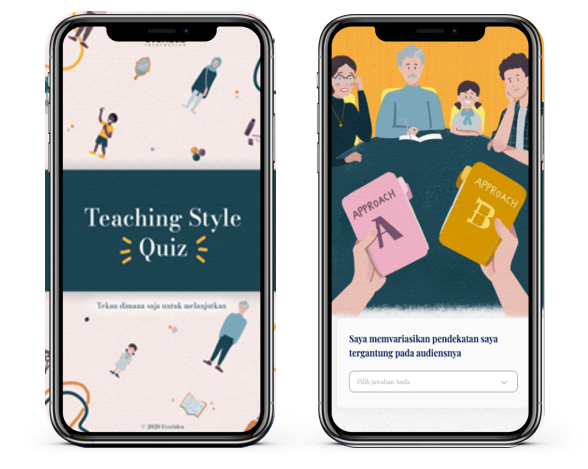 Teaching Style
Quiz
Tekan dimana saja untuk melanjutkan
© 2020 Evreidea
APPROACH
A
APPROACH
B
Saya memvariasikan pendekatan saya
tergantung pada audiensnya
Pilih jawaban Anda